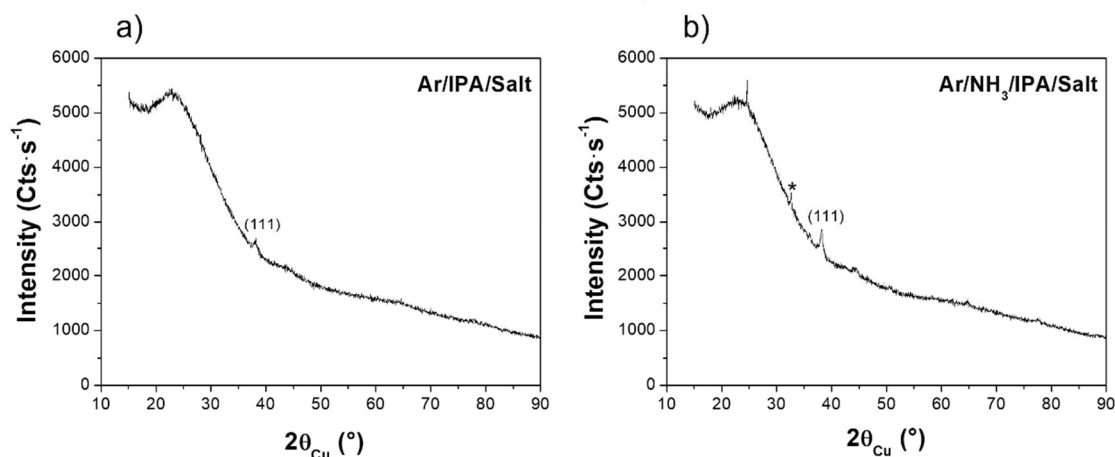 a)
Ar/IPA/Salt
Intensity (Cts·s⁻¹)
6000
5000
4000
3000
2000
1000
0
(111)
10 20 30 40 50 60 70 80 90
2θCu (°)
b)
Ar/NH₃/IPA/Salt
Intensity (Cts·s⁻¹)
6000
5000
4000
3000
2000
1000
0
*
(111)
10 20 30 40 50 60 70 80 90
2θCu (°)